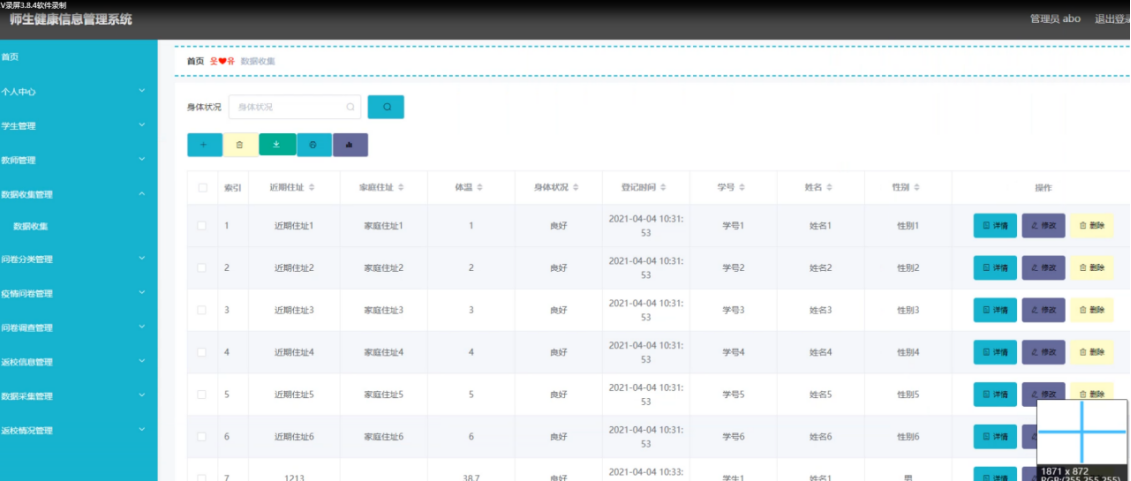 V录屏3.8.4软件录制
师生健康信息管理系统
管理员 abo 退出登录
首页
个人中心
学生管理
教师管理
数据收集管理
数据收集
问卷分类管理
疫情问卷管理
问卷调查管理
返校信息管理
数据采集管理
返校情况管理
首页 数据收集
身体状况 身体状况
索引 近期住址 家庭住址 体温 身体状况 登记时间 学号 姓名 性别 操作
1 近期住址1 家庭住址1 1 良好 2021-04-04 10:31:53 学号1 姓名1 性别1 详情 修改 删除
2 近期住址2 家庭住址2 2 良好 2021-04-04 10:31:53 学号2 姓名2 性别2 详情 修改 删除
3 近期住址3 家庭住址3 3 良好 2021-04-04 10:31:53 学号3 姓名3 性别3 详情 修改 删除
4 近期住址4 家庭住址4 4 良好 2021-04-04 10:31:53 学号4 姓名4 性别4 详情 修改 删除
5 近期住址5 家庭住址5 5 良好 2021-04-04 10:31:53 学号5 姓名5 性别5 详情 修改 删除
6 近期住址6 家庭住址6 6 良好 2021-04-04 10:31:53 学号6 姓名6 性别6 详情
7 1213 38.7 良好 2021-04-04 10:33: 学生1 姓名1 男 详情
1871 x 872
RGB:(255,255,255)